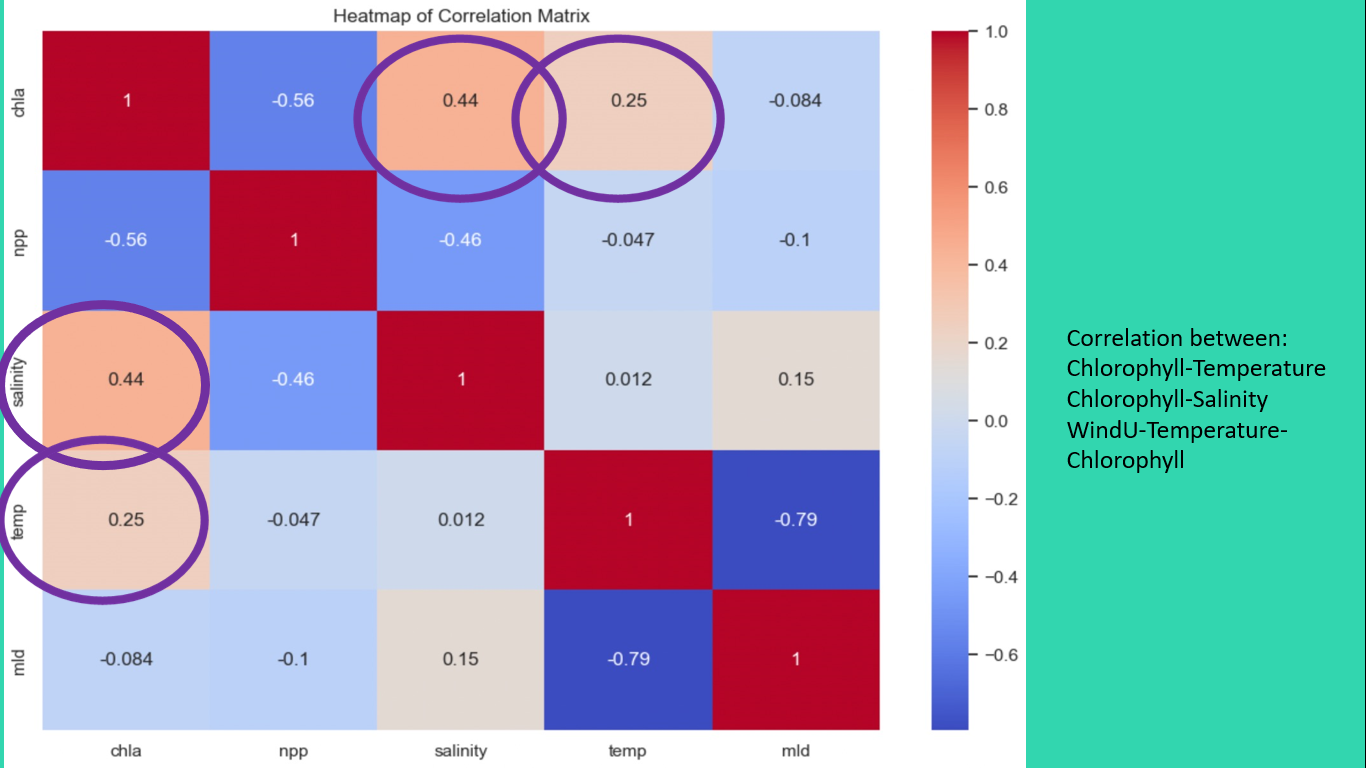 Heatmap of Correlation Matrix
chla 1 -0.56 0.44 0.25 -0.084
npp -0.56 1 -0.46 -0.047 -0.1
salinity 0.44 -0.46 1 0.012 0.15
temp 0.25 -0.047 0.012 1 -0.79
mld -0.084 -0.1 0.15 -0.79 1
chla npp salinity temp mld
1.0
0.8
0.6
0.4
0.2
0.0
−0.2
−0.4
−0.6
Correlation between:
Chlorophyll-Temperature
Chlorophyll-Salinity
WindU-Temperature-
Chlorophyll